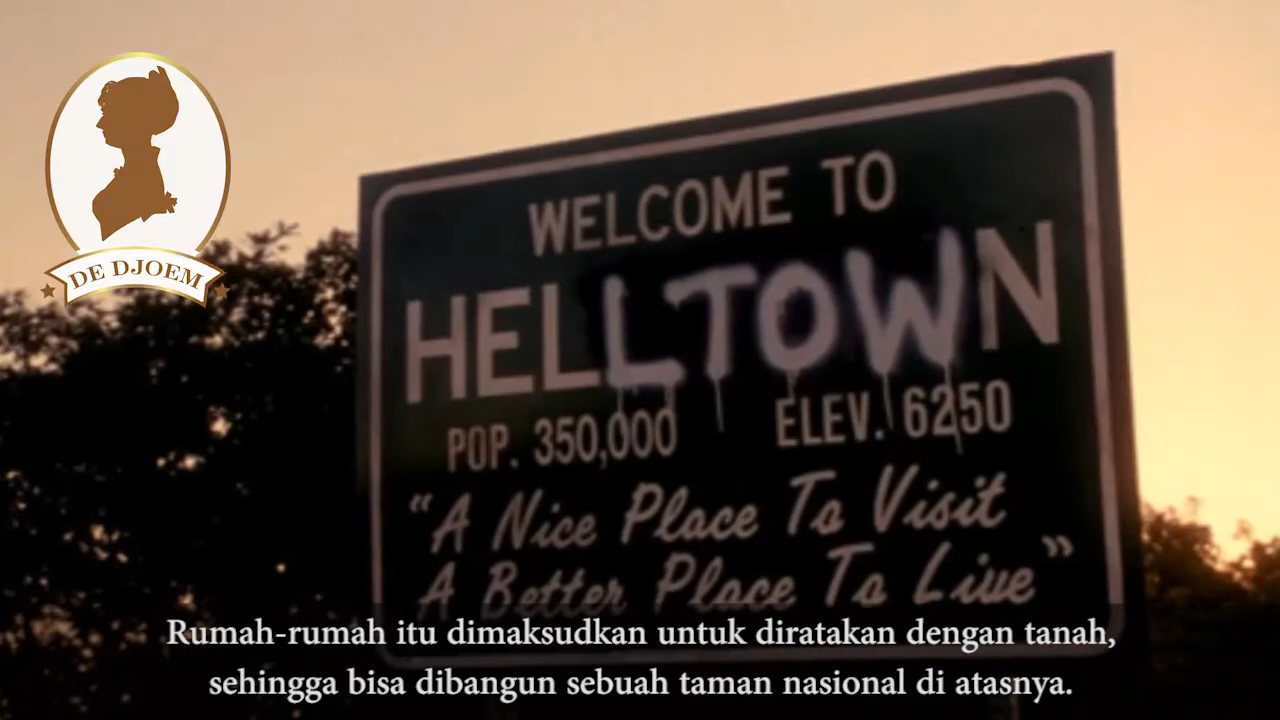 DE DJOEM
WELCOME TO
HELLTOWN
POP. 350,000 ELEV. 6250
“A Nice Place To Visit
A Better Place To Live”
Rumah-rumah itu dimaksudkan untuk diratakan dengan tanah,
sehingga bisa dibangun sebuah taman nasional di atasnya.